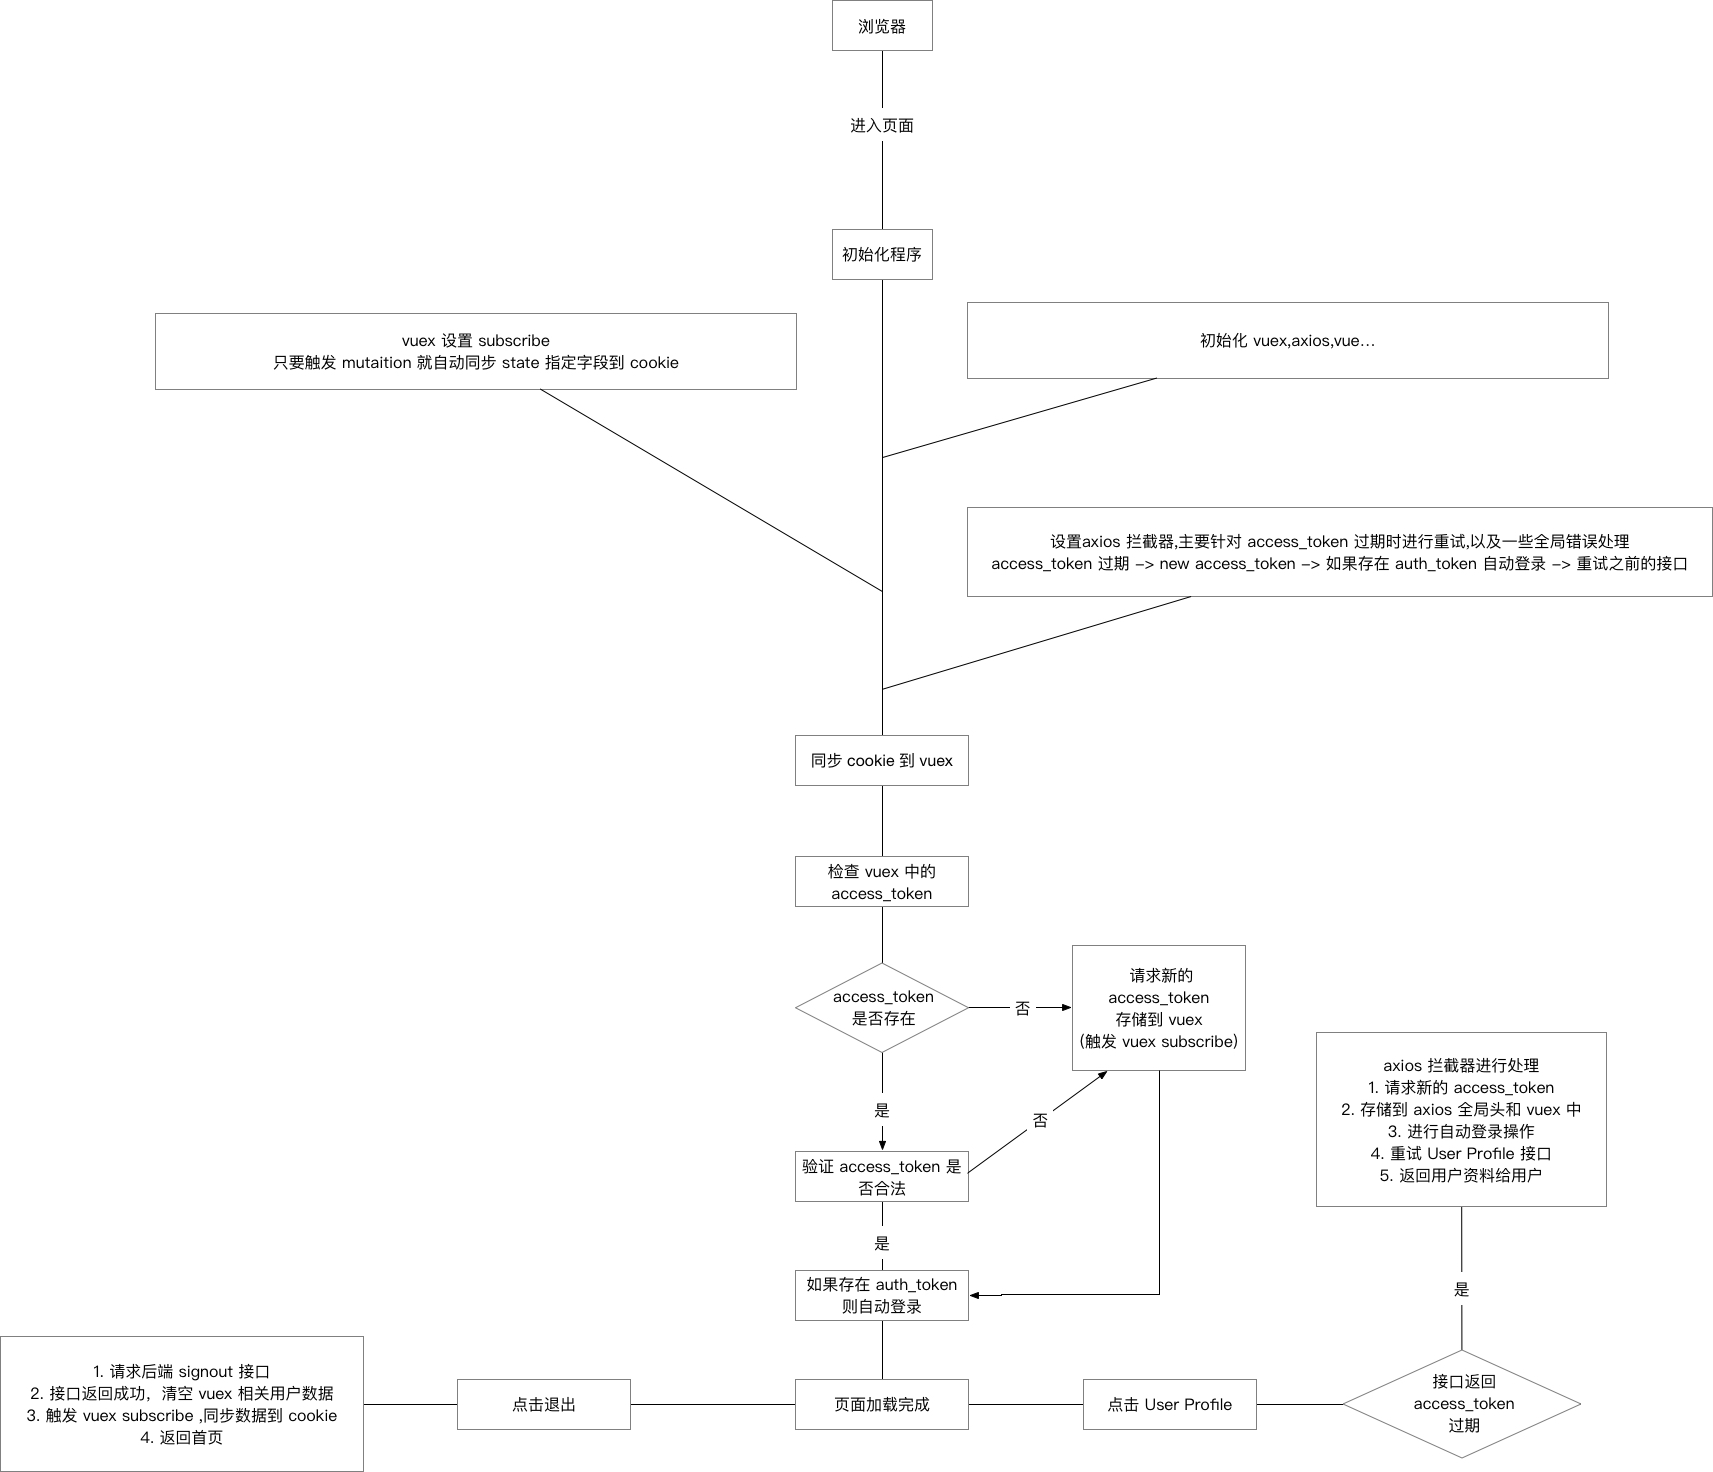 浏览器
进入页面
初始化程序
vuex 设置 subscribe
只要触发 mutaition 就自动同步 state 指定字段到 cookie
初始化 vuex,axios,vue...
设置axios 拦截器,主要针对 access_token 过期时进行重试,以及一些全局错误处理
access_token 过期 -> new access_token -> 如果存在 auth_token 自动登录 -> 重试之前的接口
同步 cookie 到 vuex
检查 vuex 中的
access_token
access_token
是否存在
否
请求新的
access_token
存储到 vuex
(触发 vuex subscribe)
是
否
验证 access_token 是
否合法
是
如果存在 auth_token
则自动登录
axios 拦截器进行处理
1. 请求新的 access_token
2. 存储到 axios 全局头和 vuex 中
3. 进行自动登录操作
4. 重试 User Profile 接口
5. 返回用户资料给用户
是
1. 请求后端 signout 接口
2. 接口返回成功，清空 vuex 相关用户数据
3. 触发 vuex subscribe ,同步数据到 cookie
4. 返回首页
点击退出
页面加载完成
点击 User Profile
接口返回
access_token
过期